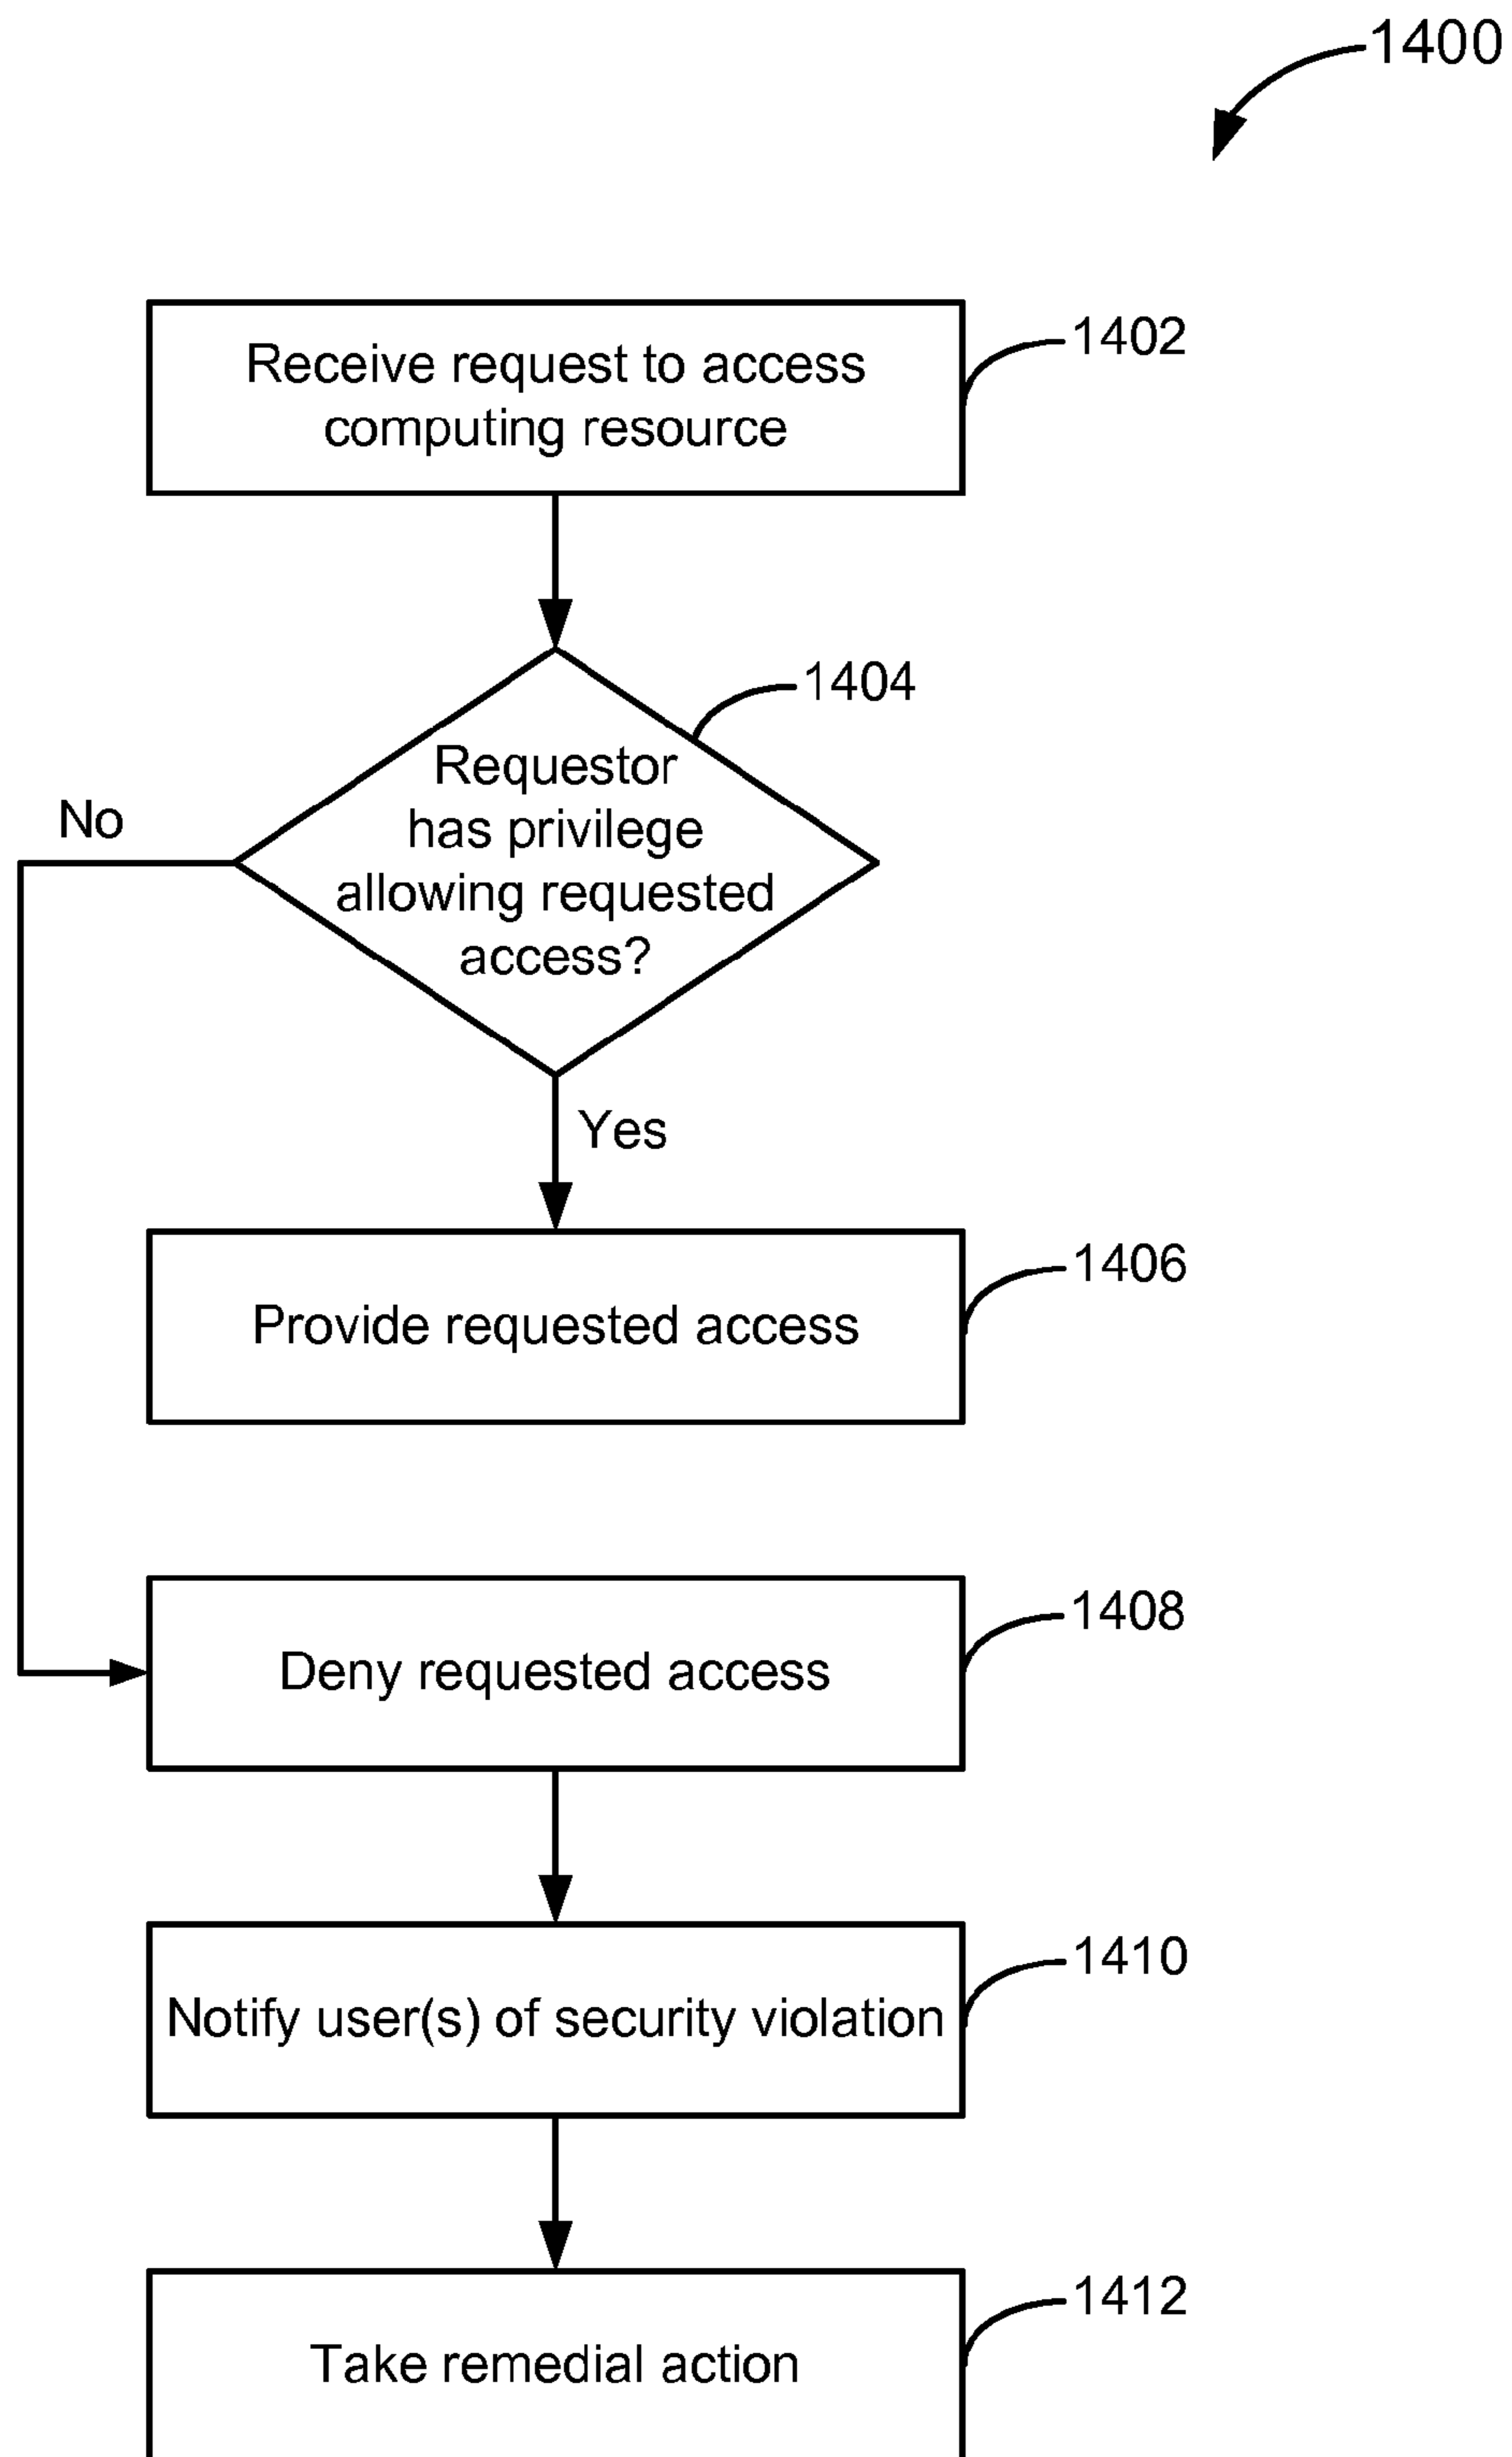 1400
Receive request to access
computing resource
1402
1404
Requestor
has privilege
allowing requested
access?
No
Yes
1406
Provide requested access
1408
Deny requested access
1410
Notify user(s) of security violation
1412
Take remedial action